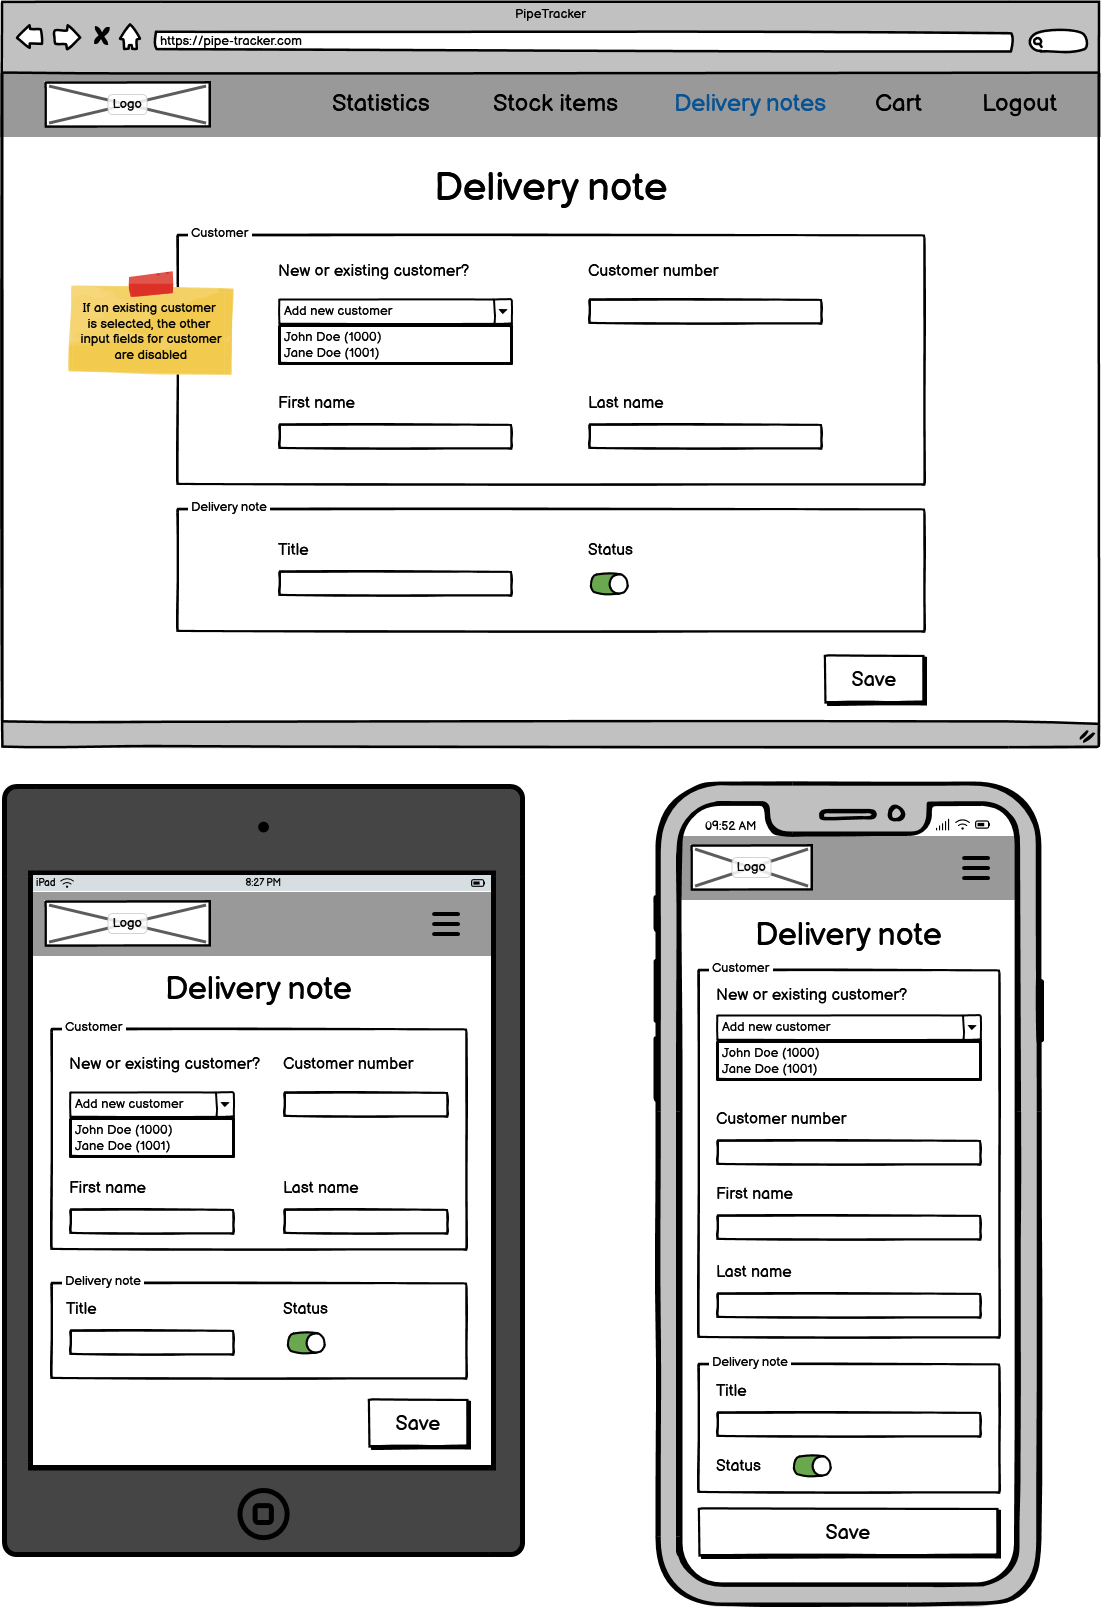 PipeTracker
https://pipe-tracker.com
Logo
Statistics
Stock items
Delivery notes
Cart
Logout
Delivery note
Customer
New or existing customer?
Customer number
Add new customer
John Doe (1000)
Jane Doe (1001)
If an existing customer
is selected, the other
input fields for customer
are disabled
First name
Last name
Delivery note
Title
Status
Save
iPad
8:27 PM
Logo
Delivery note
Customer
New or existing customer?
Customer number
Add new customer
John Doe (1000)
Jane Doe (1001)
First name
Last name
Delivery note
Title
Status
Save
09:52 AM
Logo
Delivery note
Customer
New or existing customer?
Add new customer
John Doe (1000)
Jane Doe (1001)
Customer number
First name
Last name
Delivery note
Title
Status
Save